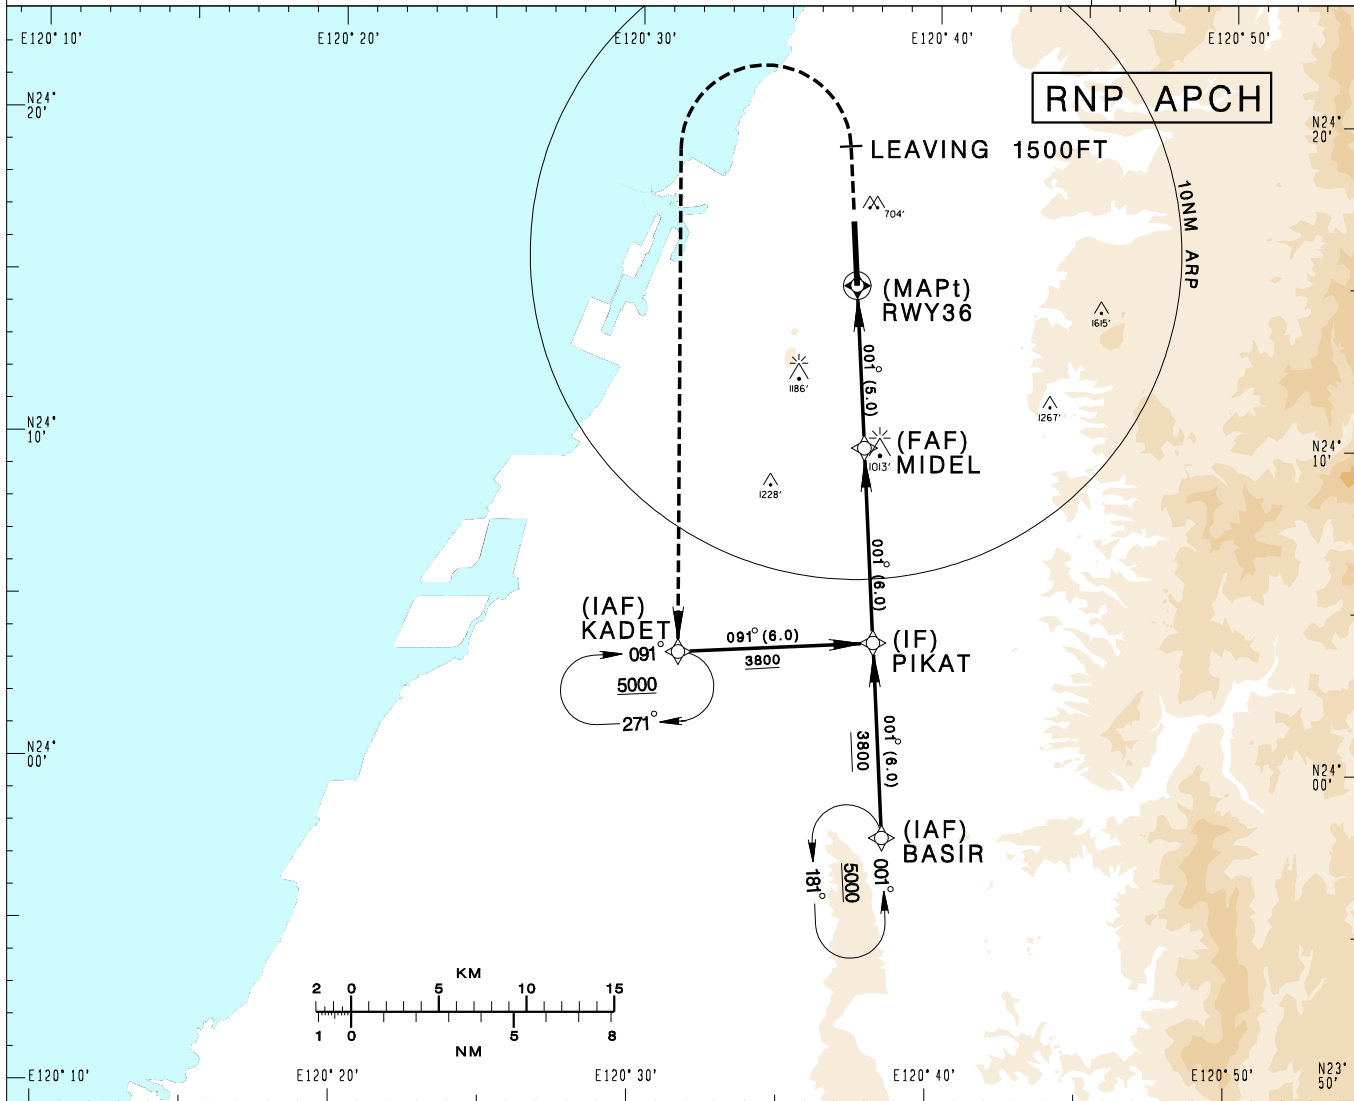 E120° 10'
E120° 20'
E120° 30'
E120° 40'
E120° 50'
N24°
20'
RNP APCH
N24°
20'
LEAVING 1500FT
10NM ARP
704'
(MAPt)
RWY36
1615'
001° (5.0)
1186'
1267'
N24°
10'
(FAF)
MIDEL
1013'
N24°
10'
1228'
001° (6.0)
(IAF)
KADET
091° (6.0)
3800
(IF)
PIKAT
091°
5000
271°
N24°
00'
3800
001° (6.0)
N24°
00'
(IAF)
BASIR
181°
5000
001°
KM
2 0 5 10 15
1 0 5 8
NM
E120° 10'
E120° 20'
E120° 30'
E120° 40'
E120° 50'
N23°
50'